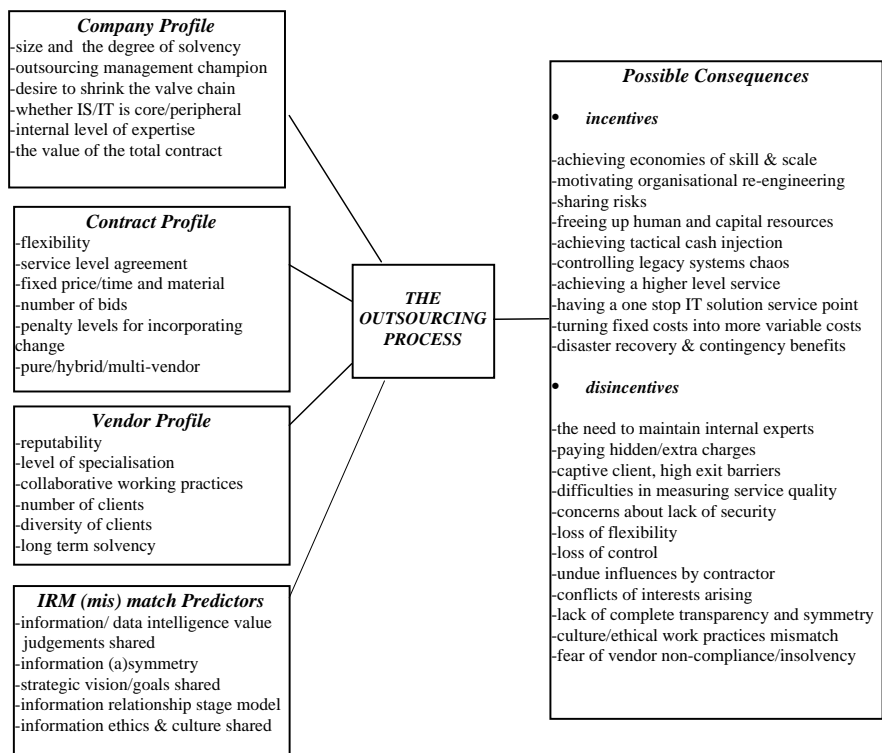 Company Profile
-size and the degree of solvency
-outsourcing management champion
-desire to shrink the valve chain
-whether IS/IT is core/peripheral
-internal level of expertise
-the value of the total contract
Contract Profile
-flexibility
-service level agreement
-fixed price/time and material
-number of bids
-penalty levels for incorporating
change
-pure/hybrid/multi-vendor
Vendor Profile
-reputability
-level of specialisation
-collaborative working practices
-number of clients
-diversity of clients
-long term solvency
IRM (mis) match Predictors
-information/ data intelligence value
judgements shared
-information (a)symmetry
-strategic vision/goals shared
-information relationship stage model
-information ethics & culture shared
THE
OUTSOURCING
PROCESS
Possible Consequences
• incentives
-achieving economies of skill & scale
-motivating organisational re-engineering
-sharing risks
-freeing up human and capital resources
-achieving tactical cash injection
-controlling legacy systems chaos
-achieving a higher level service
-having a one stop IT solution service point
-turning fixed costs into more variable costs
-disaster recovery & contingency benefits
• disincentives
-the need to maintain internal experts
-paying hidden/extra charges
-captive client, high exit barriers
-difficulties in measuring service quality
-concerns about lack of security
-loss of flexibility
-loss of control
-undue influences by contractor
-conflicts of interests arising
-lack of complete transparency and symmetry
-culture/ethical work practices mismatch
-fear of vendor non-compliance/insolvency